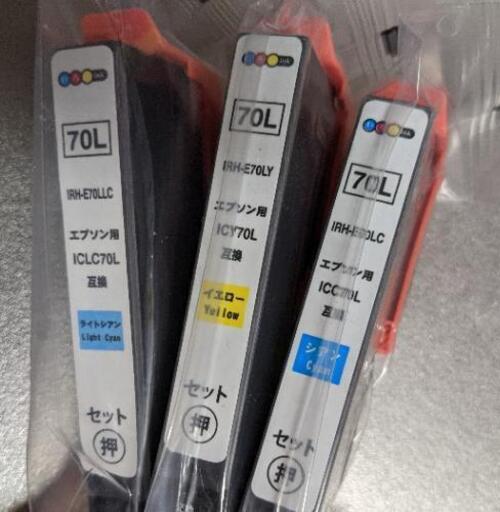 ink
70L
IRH-E70LLC
エプソン用
ICLC70L
互換
ライトシアン
Light Cyan
セット
押
ink
70L
IRH-E70LY
エプソン用
ICY70L
互換
イエロー
Yellow
セット
押
ink
70L
IRH-E70LC
エプソン用
ICC70L
互換
シアン
Cyan
セット
押